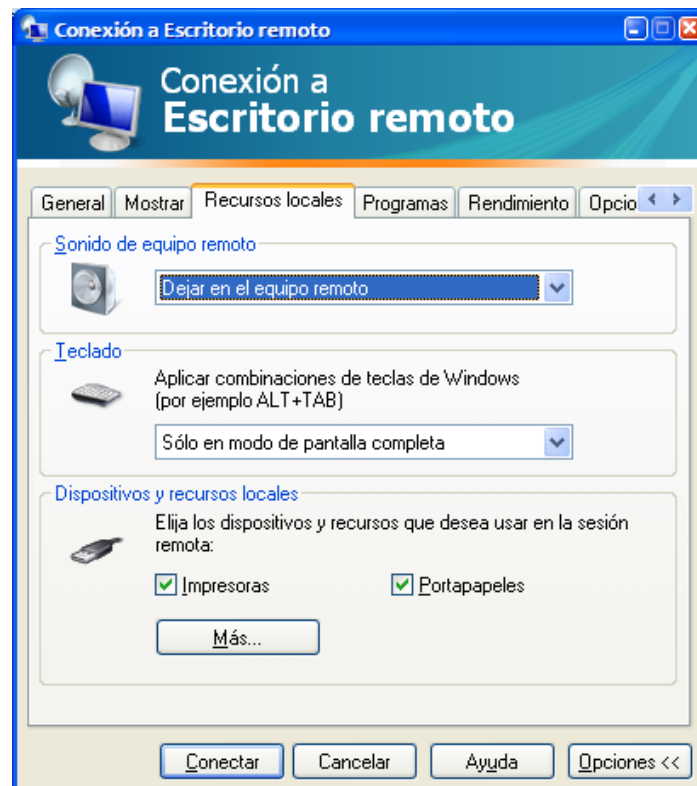 Conexión a Escritorio remoto
Conexión a
Escritorio remoto
General Mostrar Recursos locales Programas Rendimiento Opcio
Sonido de equipo remoto
Dejar en el equipo remoto
Teclado
Aplicar combinaciones de teclas de Windows
(por ejemplo ALT+TAB)
Sólo en modo de pantalla completa
Dispositivos y recursos locales
Elija los dispositivos y recursos que desea usar en la sesión
remota:
Impresoras Portapapeles
Más...
Conectar Cancelar Ayuda Opciones <<